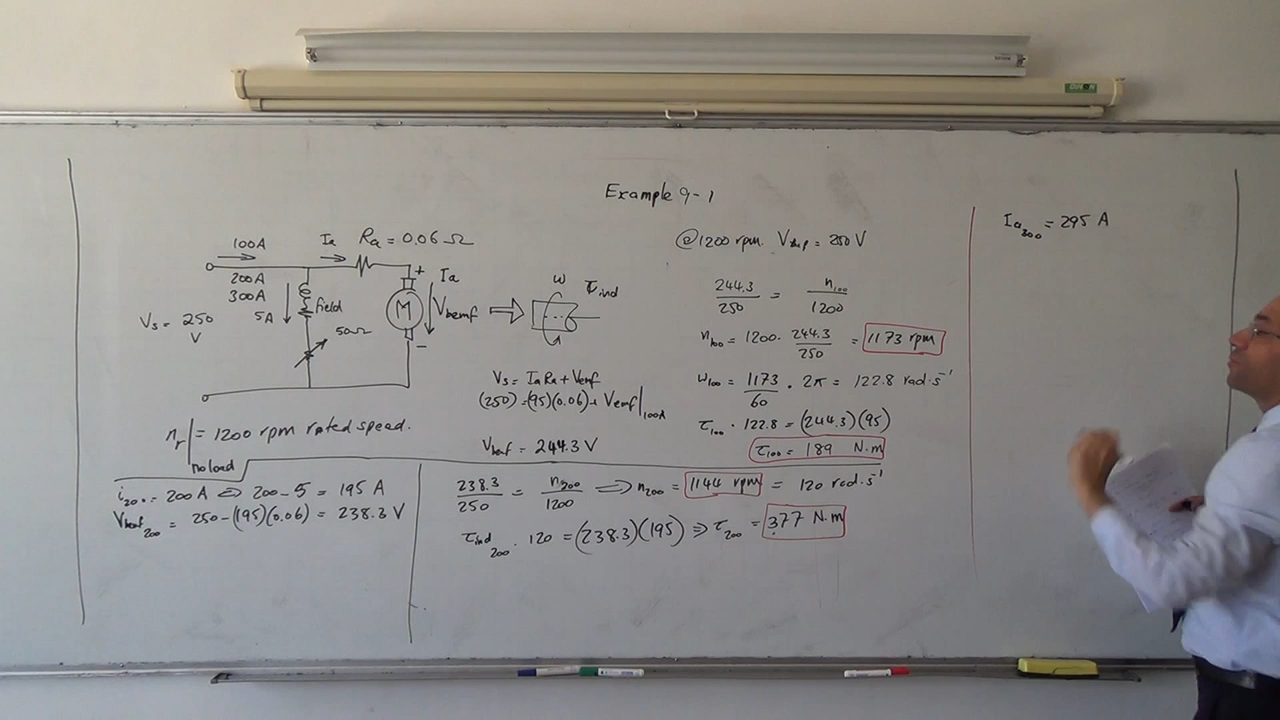 Example 9-1
100A
200A
300A
Ia Ra = 0.06 Ω
5A
field
50Ω
Vs = 250 V
+
M
-
Ia
Vbemf
ω
τind
Vs = Ia Ra + Vemf
(250) = (95)(0.06) + Vemf|100A
Vbemf = 244.3 V
nr|no load = 1200 rpm rated speed.
@1200 rpm. Vbemf = 250 V
244.3/250 = n100/1200
n100 = 1200 · 244.3/250 = 1173 rpm
ω100 = 1173/60 · 2π = 122.8 rad·s⁻¹
τ100 · 122.8 = (244.3)(95)
τ100 = 189 N·m
i200 = 200 A ⇒ 200 - 5 = 195 A
Vbemf200 = 250 - (195)(0.06) = 238.3 V
238.3/250 = n200/1200 ⇒ n200 = 1144 rpm = 120 rad·s⁻¹
τind200 · 120 = (238.3)(195) ⇒ τ200 = 377 N·m
Ia300 = 295 A